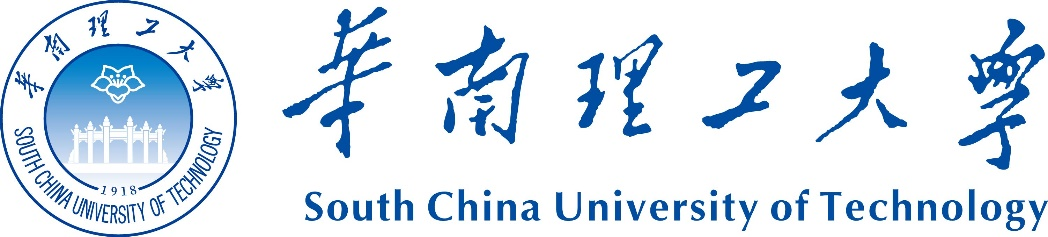 華南理工大學
SOUTH CHINA UNIVERSITY OF TECHNOLOGY
1918
華南理工大學
South China University of Technology